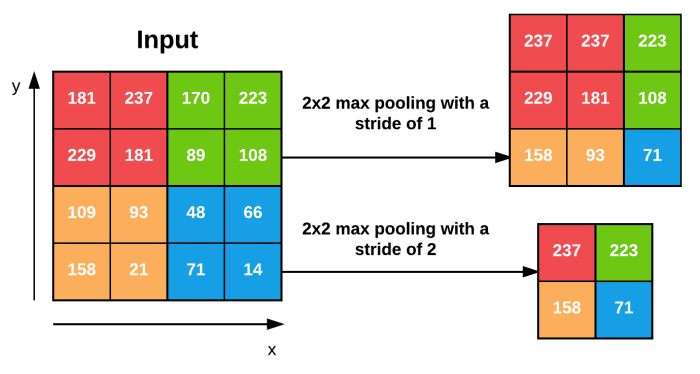 Input
y
181 237 170 223
229 181 89 108
109 93 48 66
158 21 71 14
x
2x2 max pooling with a
stride of 1
237 237 223
229 181 108
158 93 71
2x2 max pooling with a
stride of 2
237 223
158 71